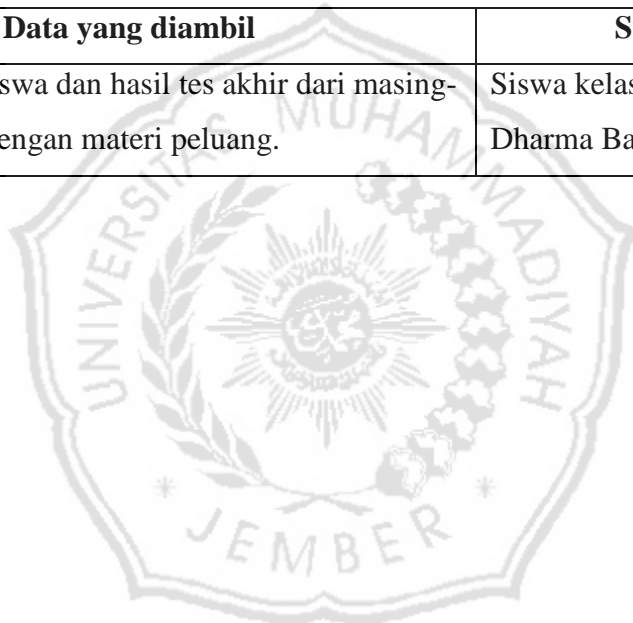 Data yang diambil S
swa dan hasil tes akhir dari masing- Siswa kelas
engan materi peluang. Dharma Ba
UNIVERSITAS MUHAMMADIYAH
* JEMBER *